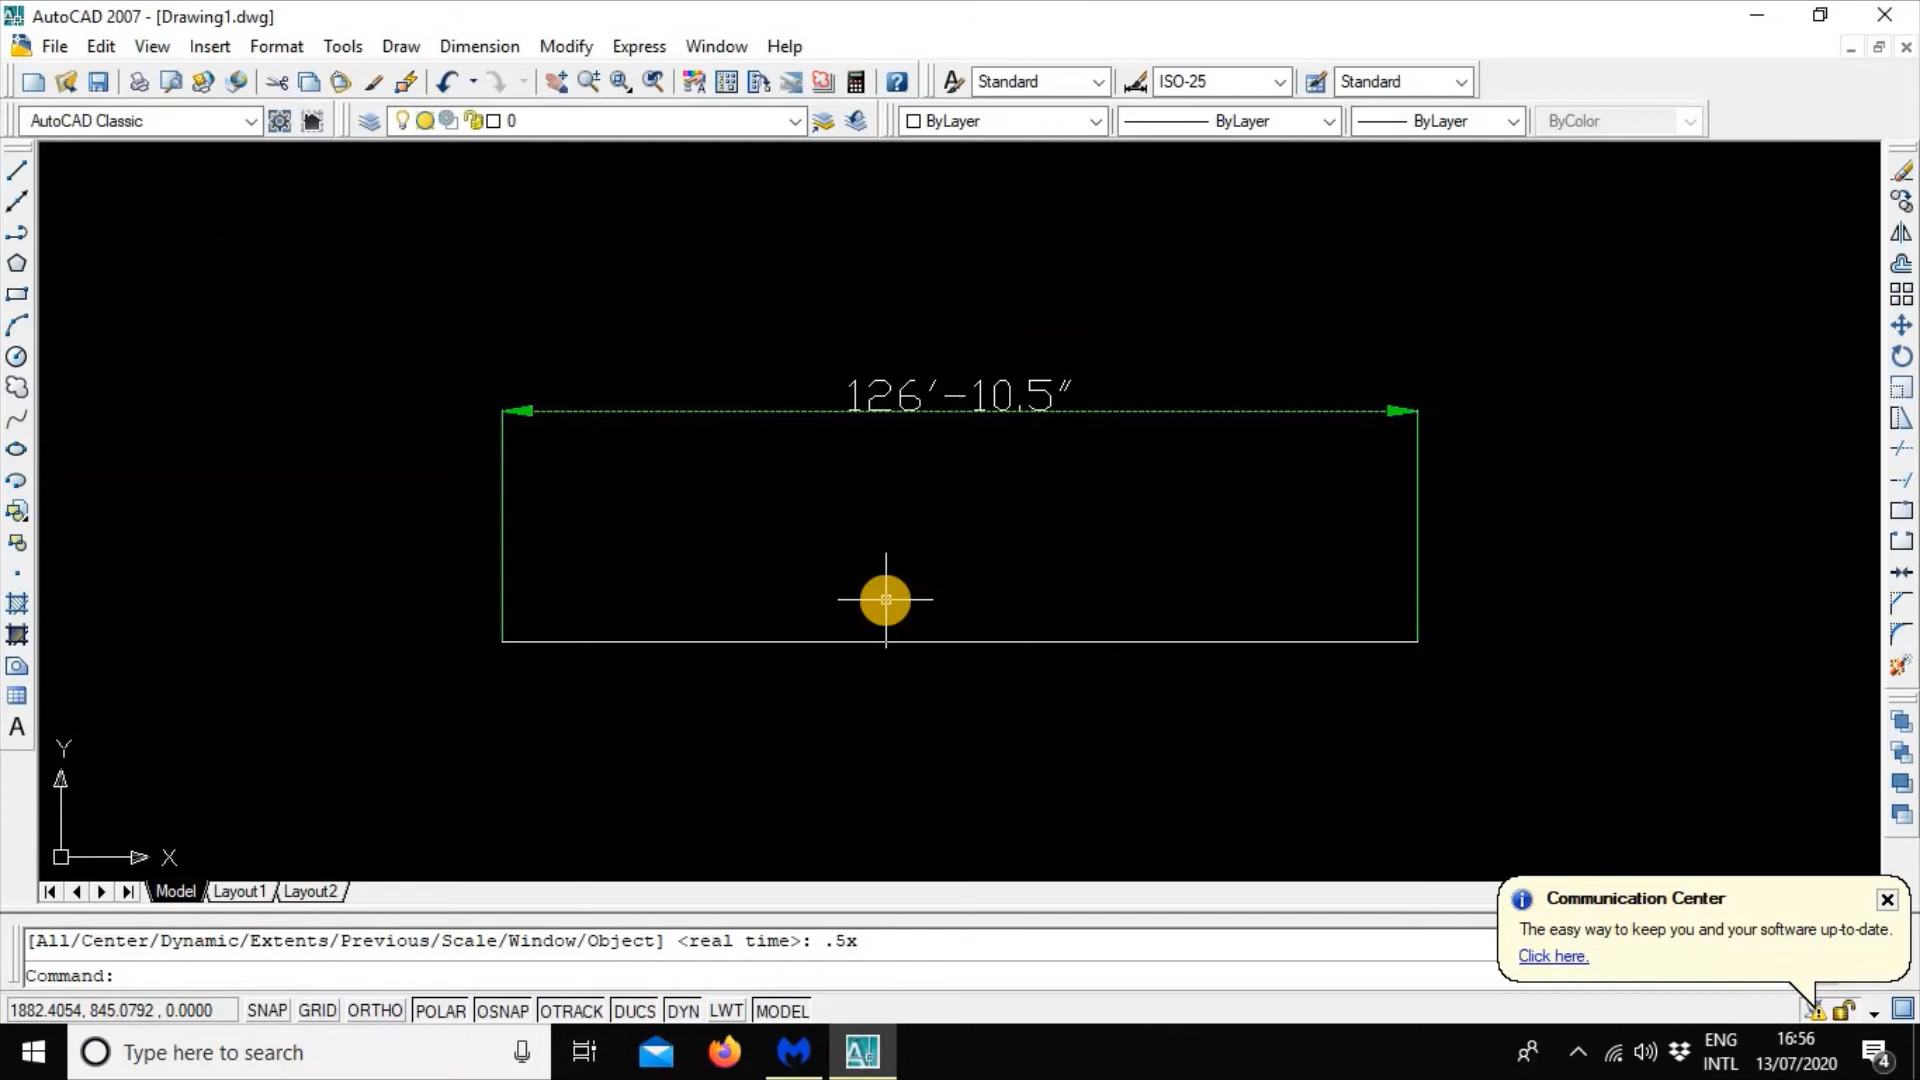 AutoCAD 2007 - [Drawing1.dwg]
File Edit View Insert Format Tools Draw Dimension Modify Express Window Help
Standard ISO-25 Standard
AutoCAD Classic 0 ByLayer ByLayer ByLayer ByColor
126'-10.5"
A
Y
X
Model Layout1 Layout2
Communication Center
The easy way to keep you and your software up-to-date.
Click here.
[All/Center/Dynamic/Extents/Previous/Scale/Window/Object] <real time>: .5x
Command:
1882.4054, 845.0792 , 0.0000 SNAP GRID ORTHO POLAR OSNAP OTRACK DUCS DYN LWT MODEL
Type here to search
ENG
INTL
16:56
13/07/2020
4